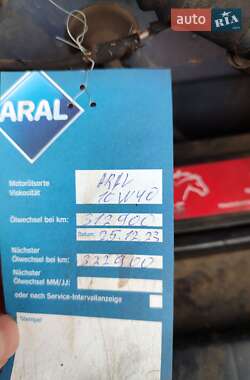 auto
RIA
ARAL
Motorölsorte
Viskosität
ARAL
10W40
Ölwechsel bei km:
312900
Datum:
25.12.23
Nächster
Ölwechsel bei km:
322900
Nächster
Ölwechsel MM/JJ:
oder nach Service-Intervallanzeige
Stempel